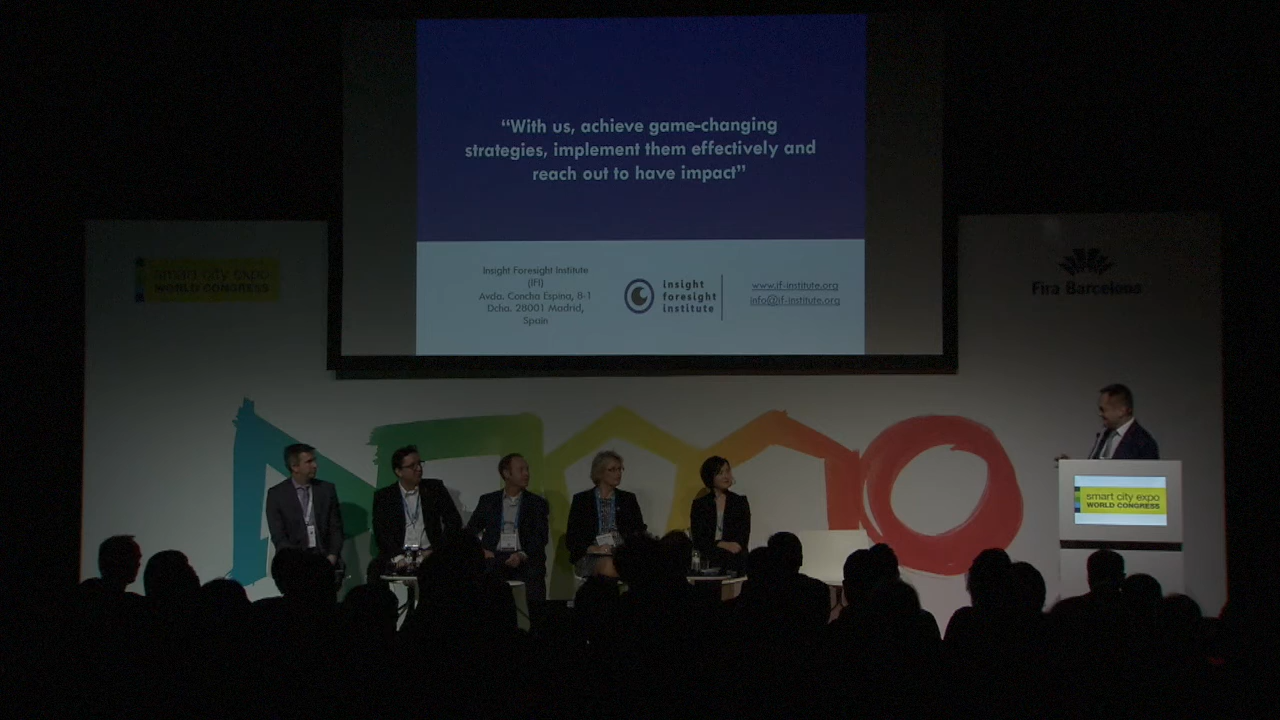 “With us, achieve game-changing
strategies, implement them effectively and
reach out to have impact”
Insight Foresight Institute
(IFI)
Avda. Concha Espina, 8-1
Dcha. 28001 Madrid,
Spain
insight
foresight
institute
www.if-institute.org
info@if-institute.org
smart city expo
WORLD CONGRESS
Fira Barcelona
smart city expo
WORLD CONGRESS